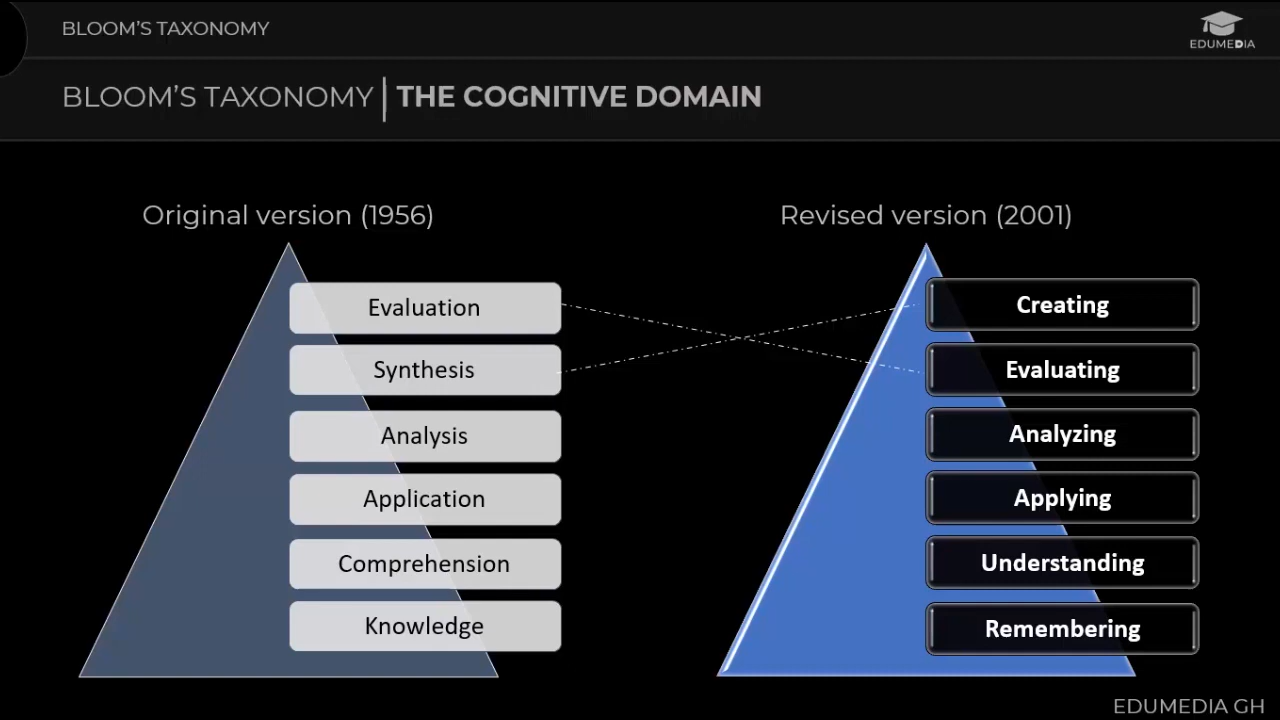 BLOOM'S TAXONOMY
EDUMEDIA
BLOOM'S TAXONOMY | THE COGNITIVE DOMAIN
Original version (1956)
Evaluation
Synthesis
Analysis
Application
Comprehension
Knowledge
Revised version (2001)
Creating
Evaluating
Analyzing
Applying
Understanding
Remembering
EDUMEDIA GH